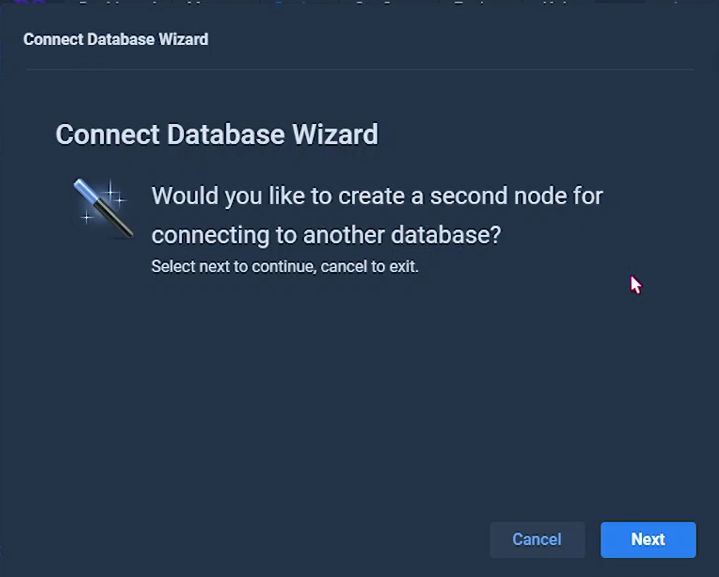 Connect Database Wizard
Connect Database Wizard
Would you like to create a second node for
connecting to another database?
Select next to continue, cancel to exit.
Cancel
Next